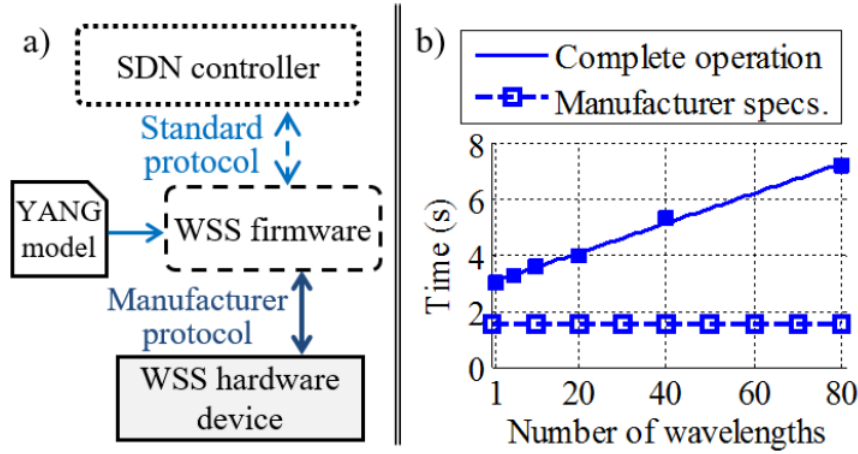 a)
SDN controller
Standard
protocol
YANG
model
WSS firmware
Manufacturer
protocol
WSS hardware
device
b)
Complete operation
Manufacturer specs.
Time (s)
8
6
4
2
0
1 20 40 60 80
Number of wavelengths